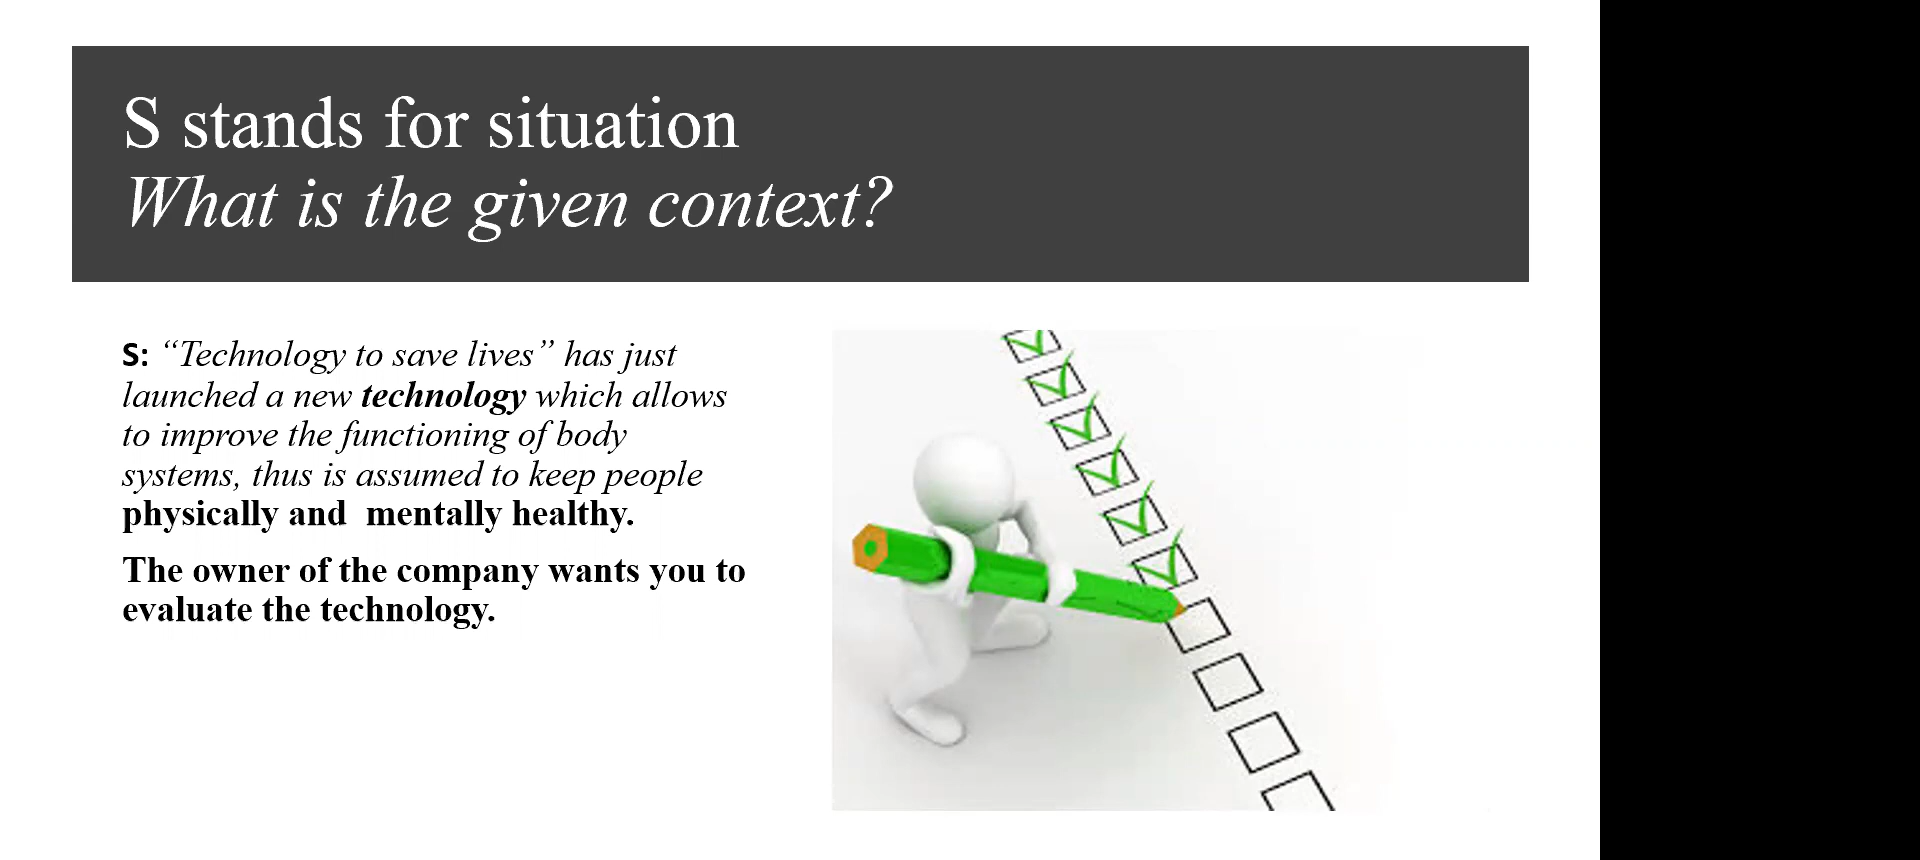 S stands for situation
What is the given context?
S: “Technology to save lives” has just
launched a new technology which allows
to improve the functioning of body
systems, thus is assumed to keep people
physically and  mentally healthy.
The owner of the company wants you to
evaluate the technology.